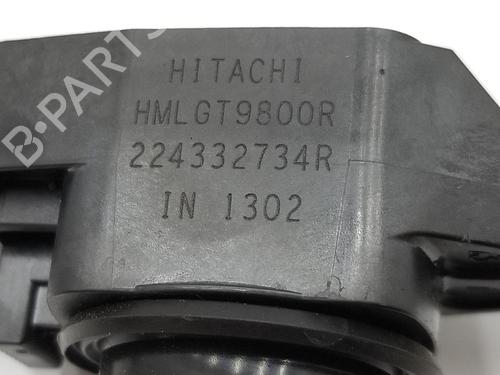 B-PARTS
HITACHI
HMLGT9800R
224332734R
IN 1302